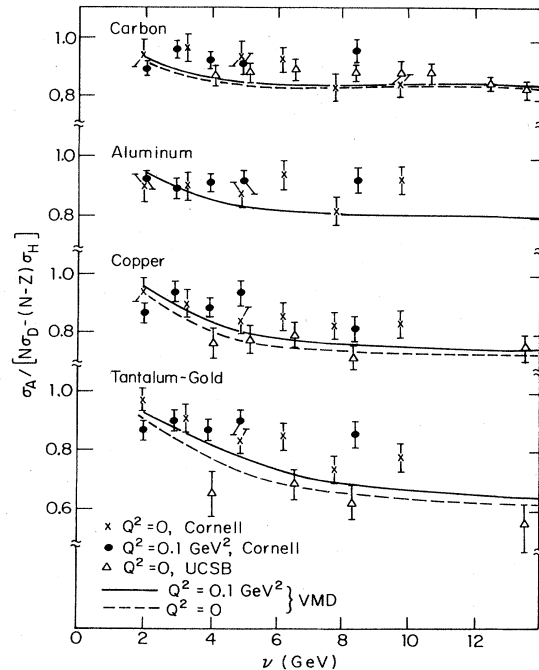 Carbon
1.0
0.8
Aluminum
1.0
0.8
Copper
1.0
0.8
Tantalum-Gold
1.0
0.8
0.6
σ_A / [Nσ_D-(N-Z)σ_H]
x Q²=0, Cornell
● Q²=0.1 GeV², Cornell
△ Q²=0, UCSB
Q²=0.1 GeV²
Q²=0
} VMD
0 2 4 6 8 10 12
ν (GeV)